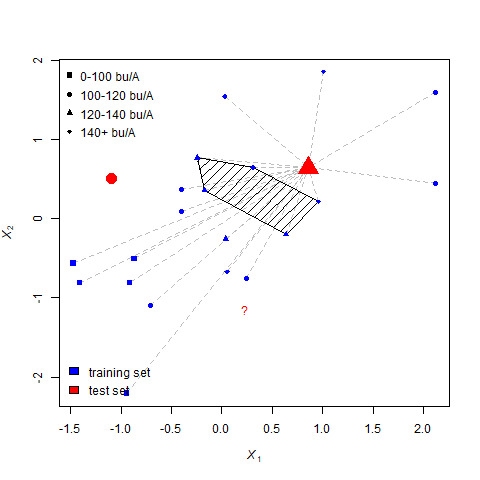 2
0-100 bu/A
100-120 bu/A
120-140 bu/A
140+ bu/A
1
X2
0
-1
?
training set
test set
-2
-1.5 -1.0 -0.5 0.0 0.5 1.0 1.5 2.0
X1